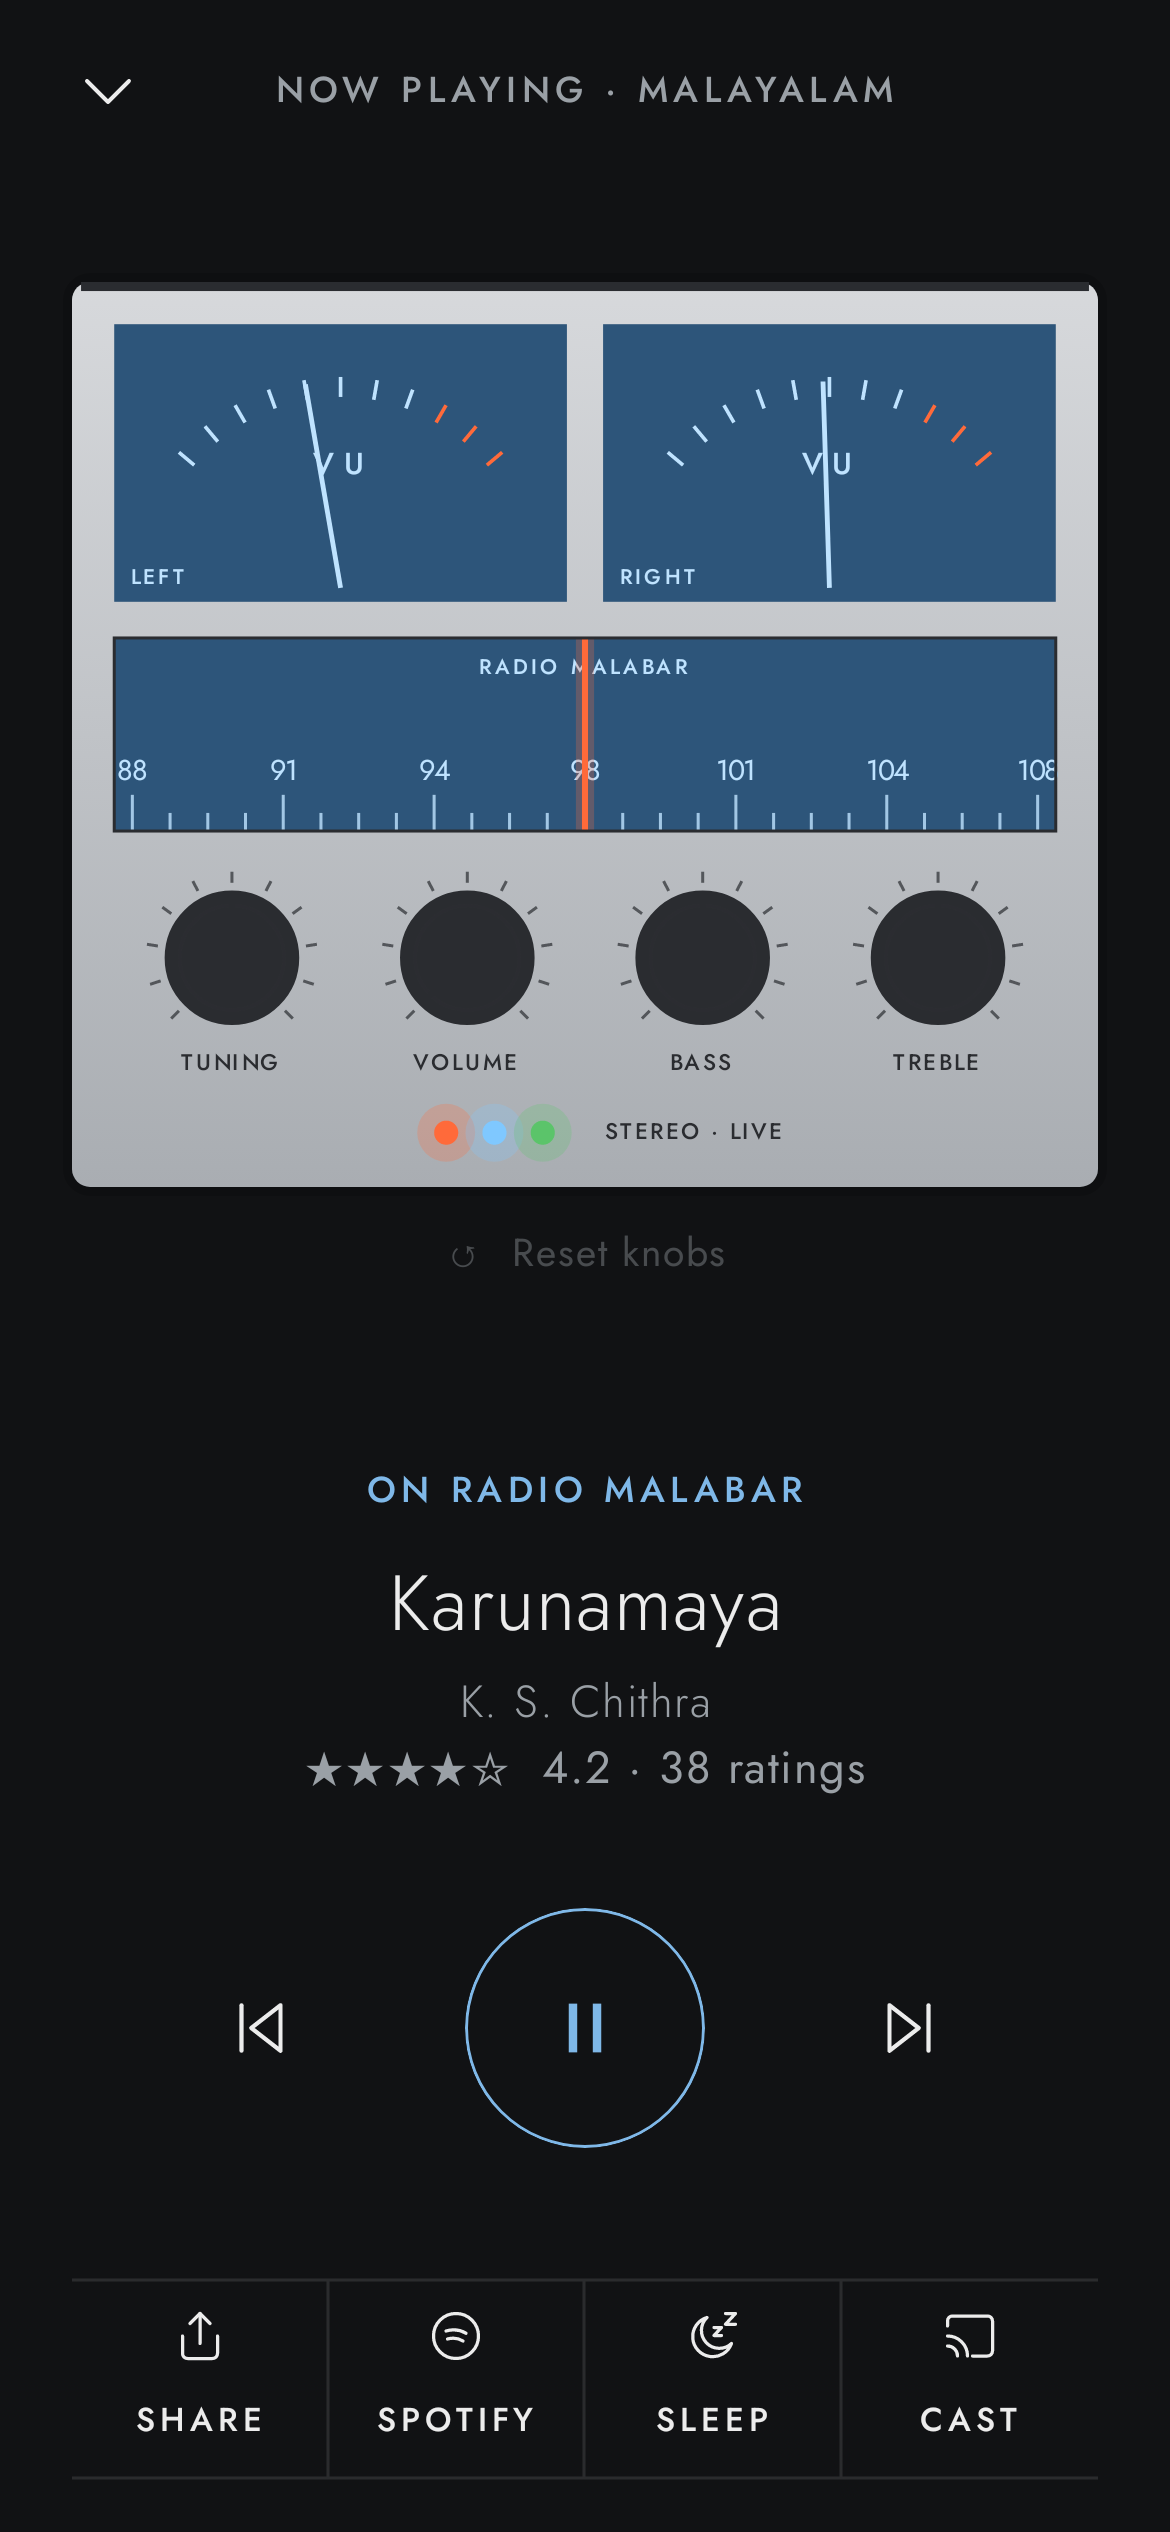 NOW PLAYING · MALAYALAM
VU
VU
LEFT
RIGHT
RADIO MALABAR
88 91 94 98 101 104 108
TUNING VOLUME BASS TREBLE
STEREO · LIVE
Reset knobs
ON RADIO MALABAR
Karunamaya
K. S. Chithra
★★★★☆ 4.2 · 38 ratings
SHARE SPOTIFY SLEEP CAST